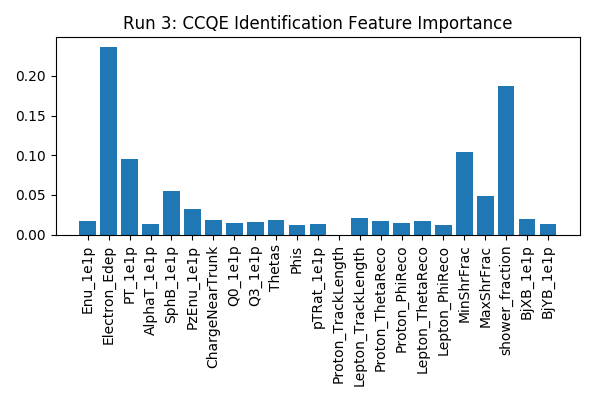 Run 3: CCQE Identification Feature Importance
0.20
0.15
0.10
0.05
0.00
Enu_1e1p
Electron_Edep
PT_1e1p
AlphaT_1e1p
SphB_1e1p
PzEnu_1e1p
ChargeNearTrunk
Q0_1e1p
Q3_1e1p
Thetas
Phis
pTRat_1e1p
Proton_TrackLength
Lepton_TrackLength
Proton_ThetaReco
Proton_PhiReco
Lepton_ThetaReco
Lepton_PhiReco
MinShrFrac
MaxShrFrac
shower_fraction
BjXB_1e1p
BjYB_1e1p